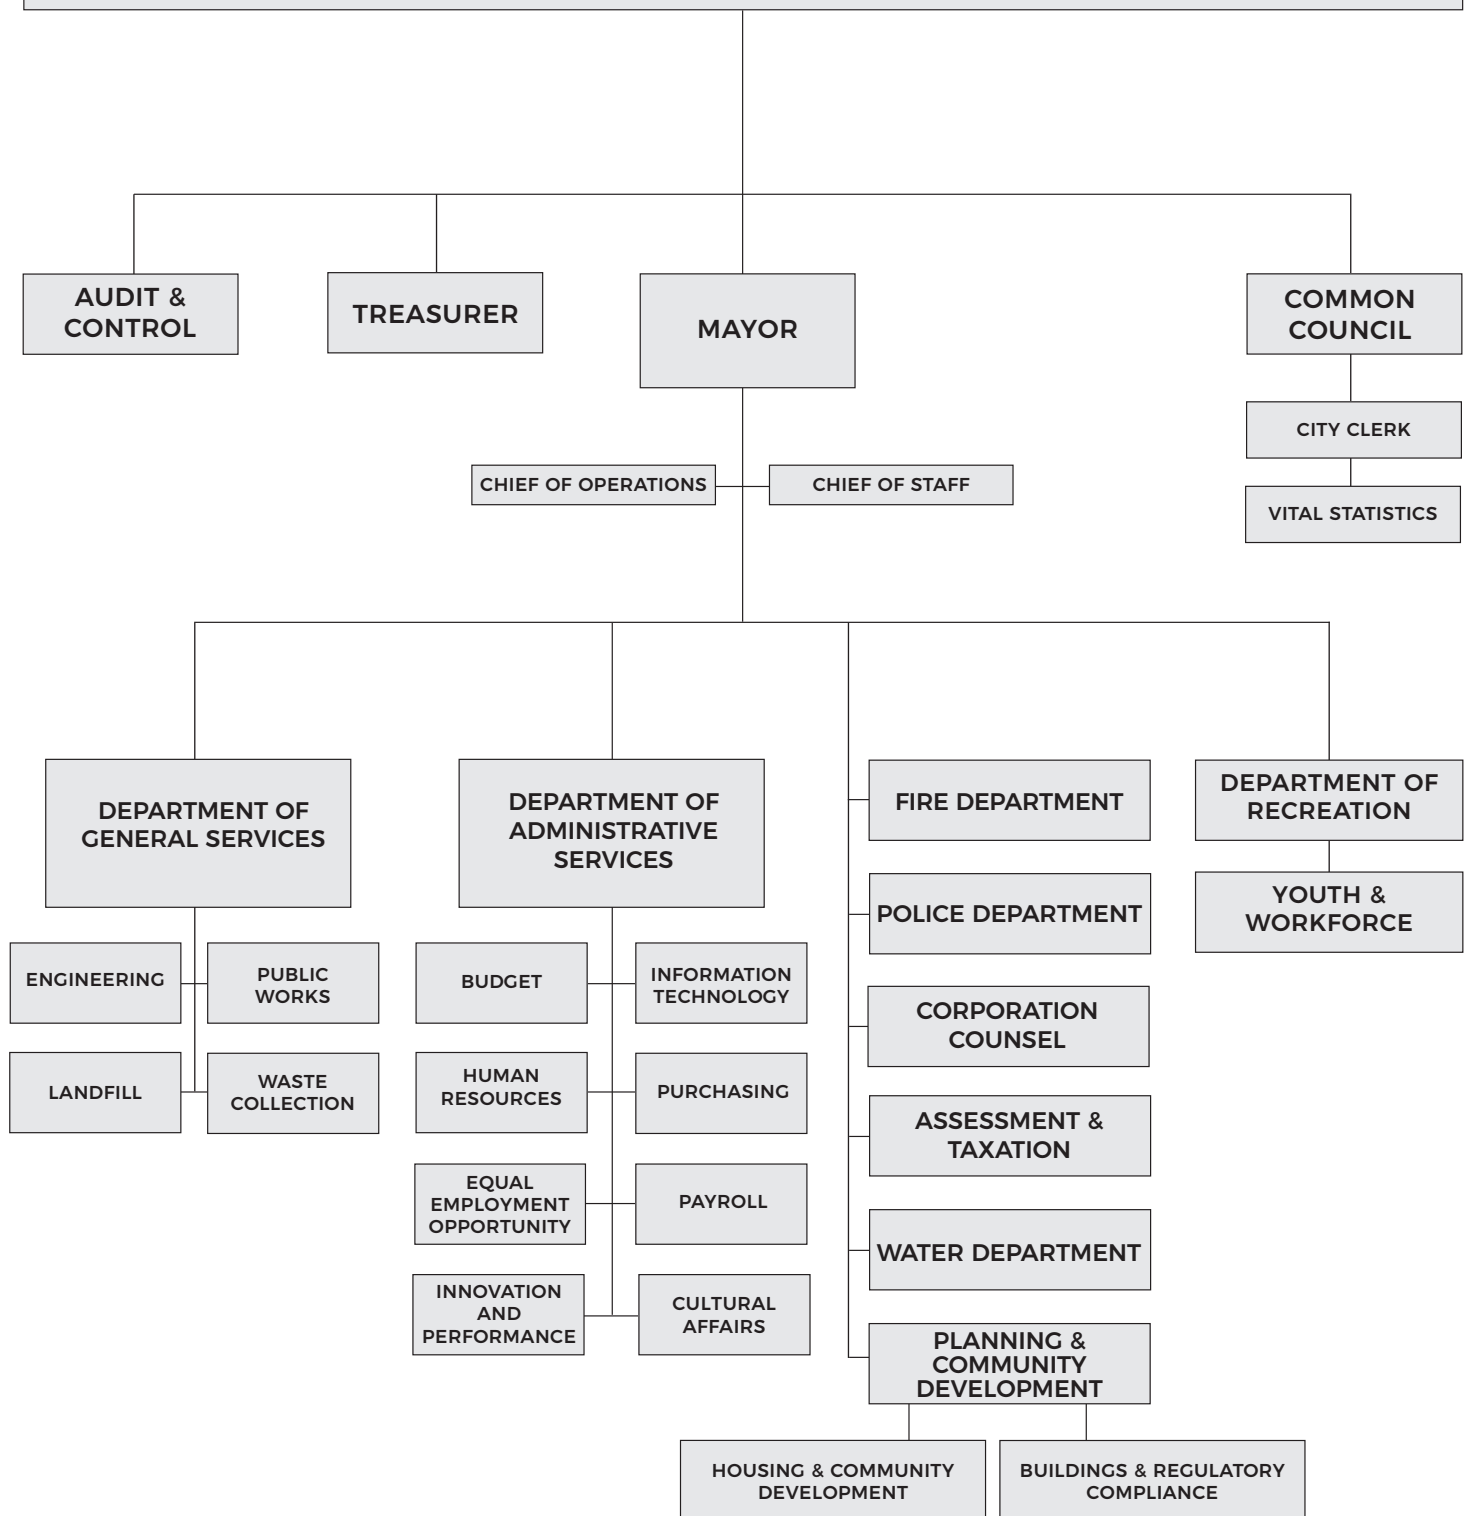 AUDIT &
CONTROL
TREASURER
MAYOR
COMMON
COUNCIL
CITY CLERK
VITAL STATISTICS
CHIEF OF OPERATIONS
CHIEF OF STAFF
DEPARTMENT OF
GENERAL SERVICES
ENGINEERING
PUBLIC
WORKS
LANDFILL
WASTE
COLLECTION
DEPARTMENT OF
ADMINISTRATIVE
SERVICES
BUDGET
INFORMATION
TECHNOLOGY
HUMAN
RESOURCES
PURCHASING
EQUAL
EMPLOYMENT
OPPORTUNITY
PAYROLL
INNOVATION
AND
PERFORMANCE
CULTURAL
AFFAIRS
FIRE DEPARTMENT
POLICE DEPARTMENT
CORPORATION
COUNSEL
ASSESSMENT &
TAXATION
WATER DEPARTMENT
PLANNING &
COMMUNITY
DEVELOPMENT
HOUSING & COMMUNITY
DEVELOPMENT
BUILDINGS & REGULATORY
COMPLIANCE
DEPARTMENT OF
RECREATION
YOUTH &
WORKFORCE